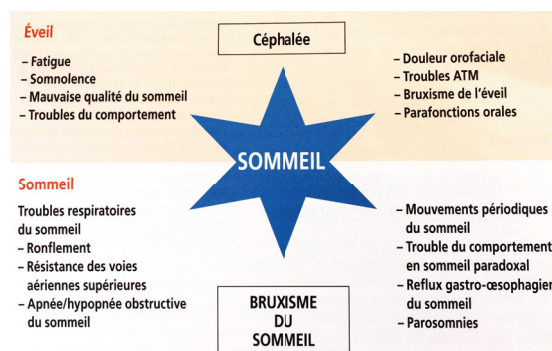 Éveil
– Fatigue
– Somnolence
– Mauvaise qualité du sommeil
– Troubles du comportement
Céphalée
– Douleur orofaciale
– Troubles ATM
– Bruxisme de l'éveil
– Parafonctions orales
SOMMEIL
Sommeil
Troubles respiratoires
du sommeil
– Ronflement
– Résistance des voies
aériennes supérieures
– Apnée/hypopnée obstructive
du sommeil
BRUXISME
DU
SOMMEIL
– Mouvements périodiques
du sommeil
– Trouble du comportement
en sommeil paradoxal
– Reflux gastro-œsophagien
du sommeil
– Parosomnies